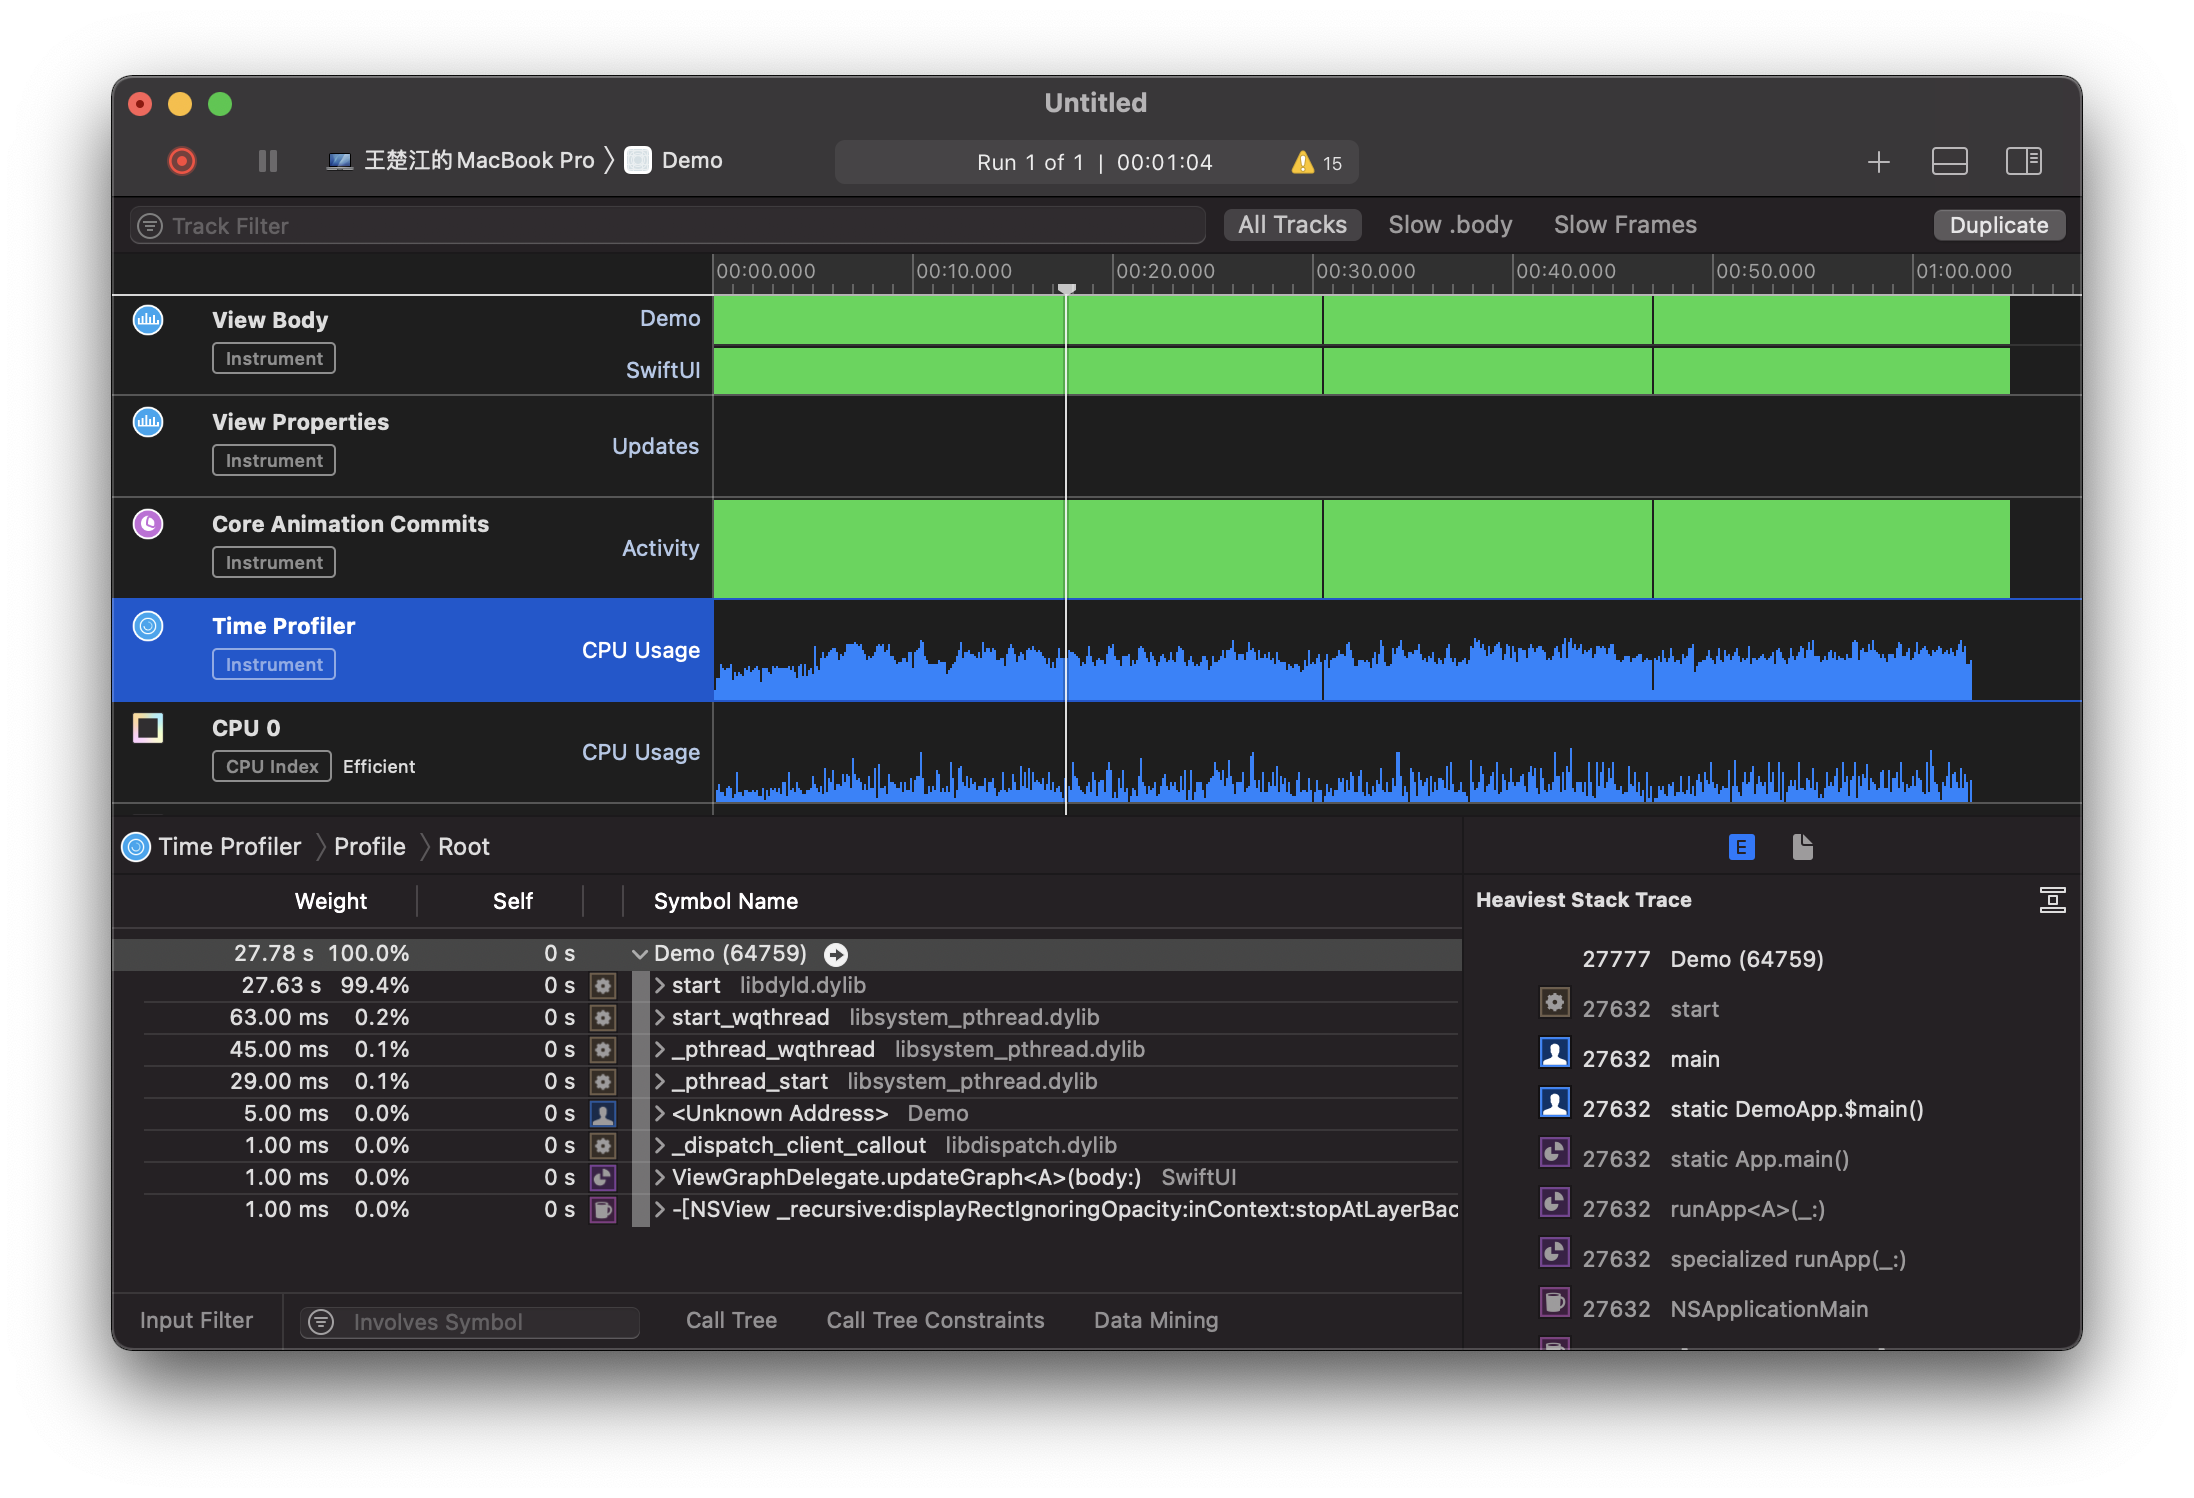 Untitled
王楚江的 MacBook Pro 〉 Demo
Run 1 of 1 | 00:01:04
15
Track Filter
All Tracks
Slow .body
Slow Frames
Duplicate
00:00.000
00:10.000
00:20.000
00:30.000
00:40.000
00:50.000
01:00.000
View Body
Instrument
Demo
SwiftUI
View Properties
Instrument
Updates
Core Animation Commits
Instrument
Activity
Time Profiler
Instrument
CPU Usage
CPU 0
CPU Index Efficient
CPU Usage
Time Profiler 〉 Profile 〉 Root
E
Weight Self Symbol Name
27.78 s 100.0% 0 s Demo (64759)
27.63 s 99.4% 0 s start libdyld.dylib
63.00 ms 0.2% 0 s start_wqthread libsystem_pthread.dylib
45.00 ms 0.1% 0 s _pthread_wqthread libsystem_pthread.dylib
29.00 ms 0.1% 0 s _pthread_start libsystem_pthread.dylib
5.00 ms 0.0% 0 s <Unknown Address> Demo
1.00 ms 0.0% 0 s _dispatch_client_callout libdispatch.dylib
1.00 ms 0.0% 0 s ViewGraphDelegate.updateGraph<A>(body:) SwiftUI
1.00 ms 0.0% 0 s -[NSView _recursive:displayRectIgnoringOpacity:inContext:stopAtLayerBac
Input Filter
Involves Symbol
Call Tree
Call Tree Constraints
Data Mining
Heaviest Stack Trace
27777 Demo (64759)
27632 start
27632 main
27632 static DemoApp.$main()
27632 static App.main()
27632 runApp<A>(_:)
27632 specialized runApp(_:)
27632 NSApplicationMain